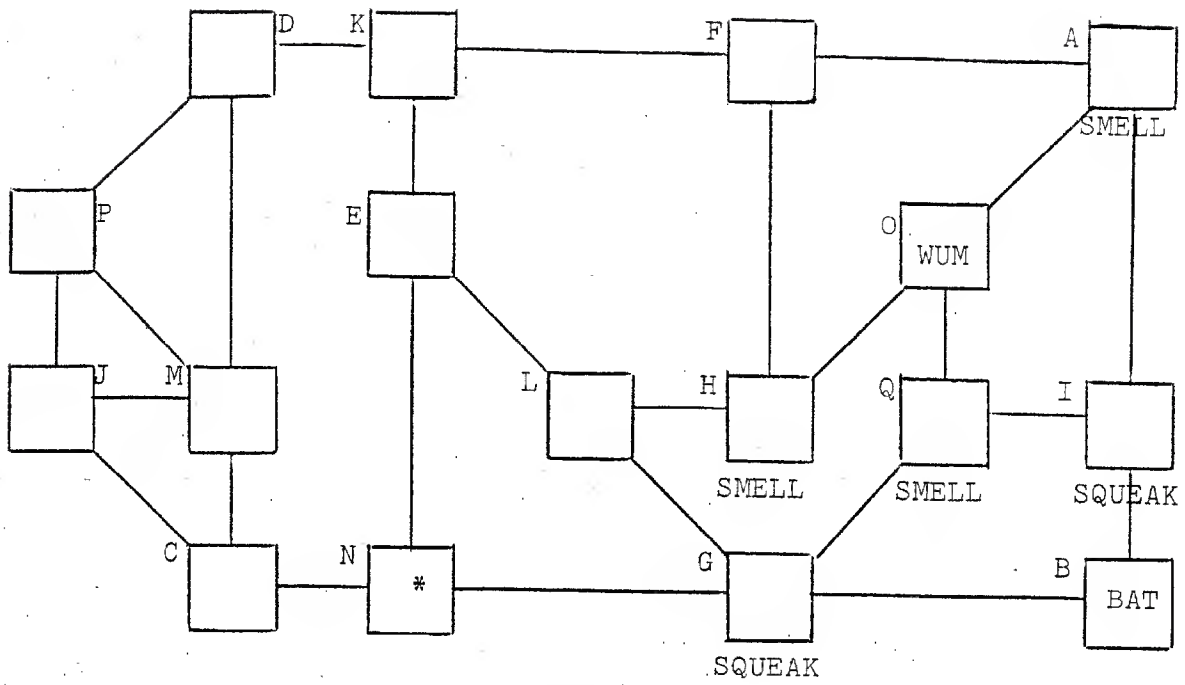 D K F A
SMELL
P E O
WUM
J M L H Q I
SMELL SMELL SQUEAK
C N G B
* BAT
SQUEAK